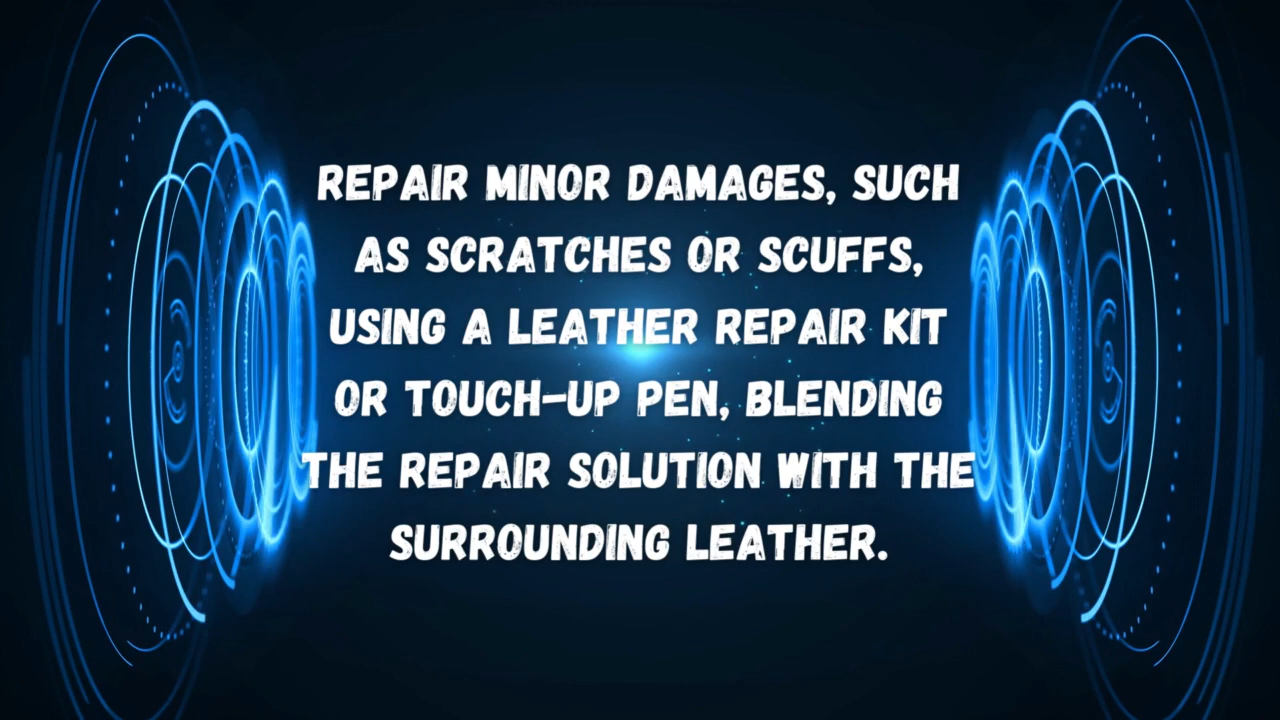 REPAIR MINOR DAMAGES, SUCH
AS SCRATCHES OR SCUFFS,
USING A LEATHER REPAIR KIT
OR TOUCH-UP PEN, BLENDING
THE REPAIR SOLUTION WITH THE
SURROUNDING LEATHER.